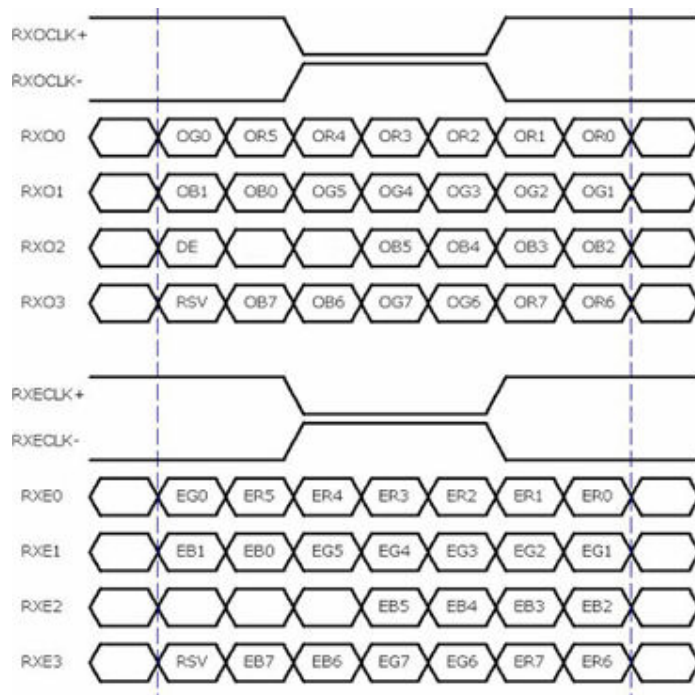 RXOCLK+
RXOCLK-
RXO0 OG0 OR5 OR4 OR3 OR2 OR1 OR0
RXO1 OB1 OB0 OG5 OG4 OG3 OG2 OG1
RXO2 DE OB5 OB4 OB3 OB2
RXO3 RSV OB7 OB6 OG7 OG6 OR7 OR6
RXECLK+
RXECLK-
RXE0 EG0 ER5 ER4 ER3 ER2 ER1 ER0
RXE1 EB1 EB0 EG5 EG4 EG3 EG2 EG1
RXE2 EB5 EB4 EB3 EB2
RXE3 RSV EB7 EB6 EG7 EG6 ER7 ER6